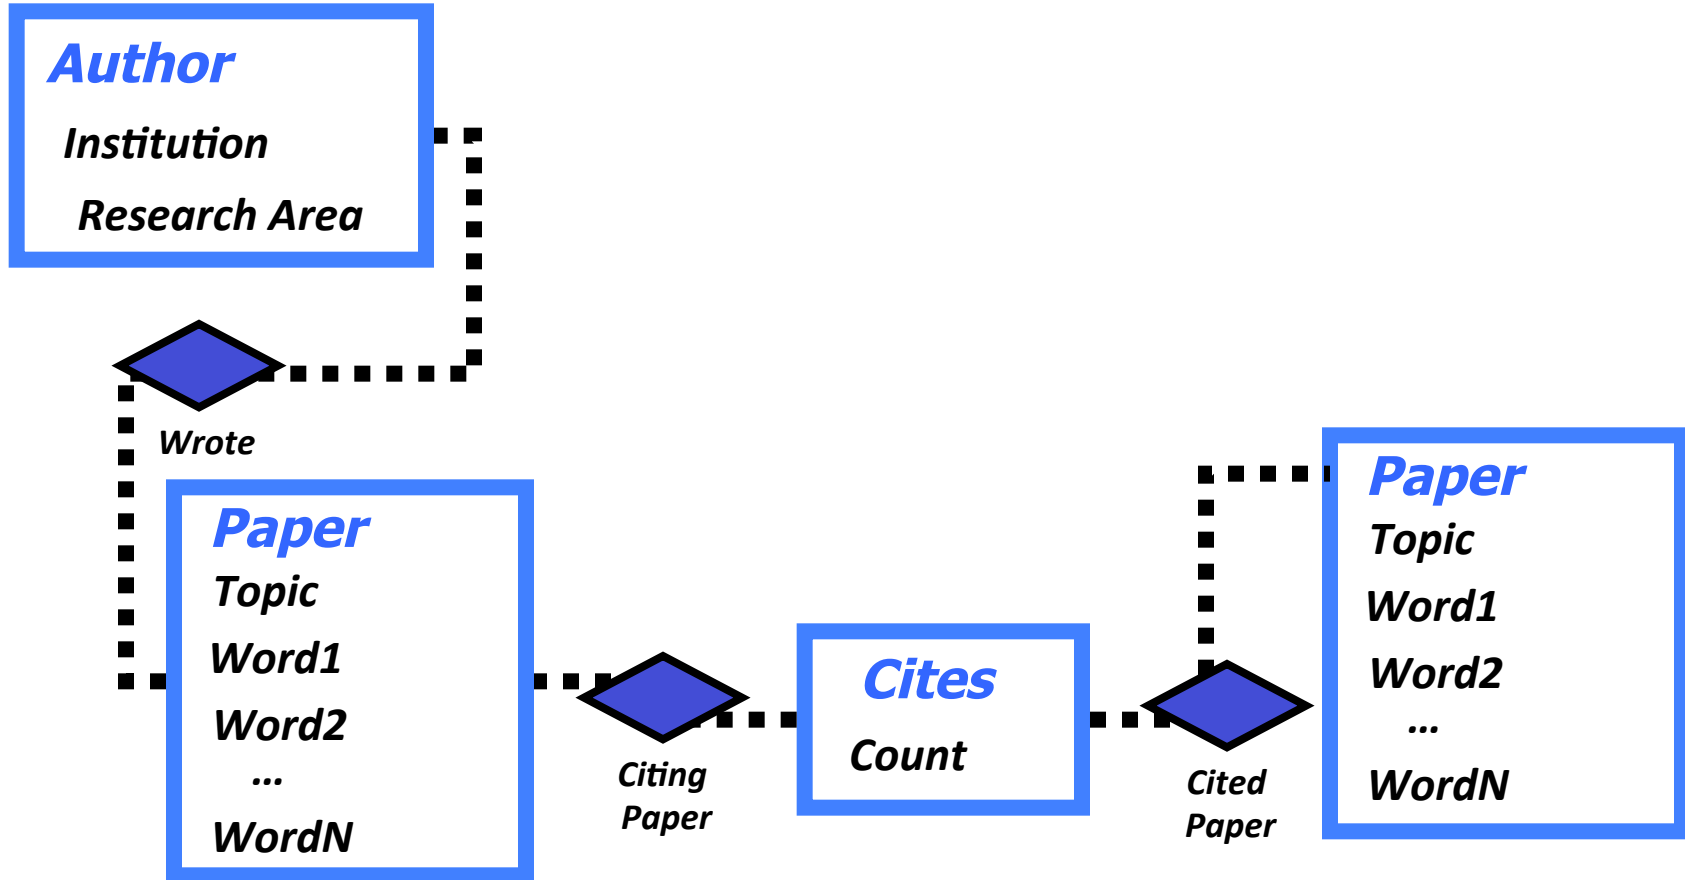 Author
Institution
Research Area
Wrote
Paper
Topic
Word1
Word2
...
WordN
Citing
Paper
Cites
Count
Cited
Paper
Paper
Topic
Word1
Word2
...
WordN